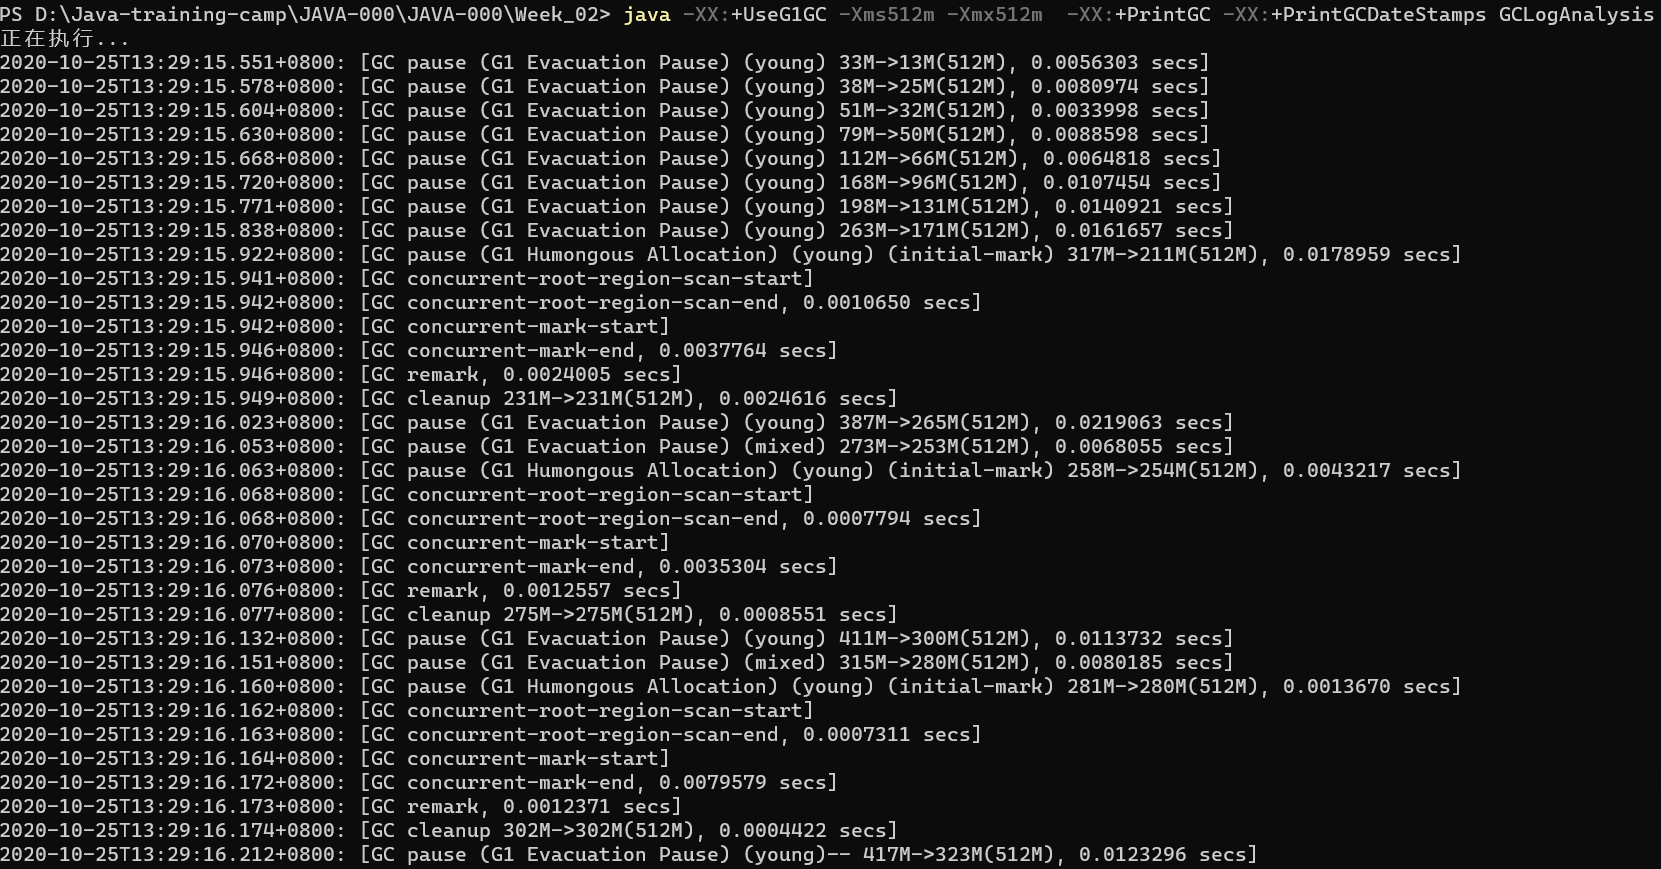 PS D:\Java-training-camp\JAVA-000\JAVA-000\Week_02> java -XX:+UseG1GC -Xms512m -Xmx512m  -XX:+PrintGC -XX:+PrintGCDateStamps GCLogAnalysis
正在执行...
2020-10-25T13:29:15.551+0800: [GC pause (G1 Evacuation Pause) (young) 33M->13M(512M), 0.0056303 secs]
2020-10-25T13:29:15.578+0800: [GC pause (G1 Evacuation Pause) (young) 38M->25M(512M), 0.0080974 secs]
2020-10-25T13:29:15.604+0800: [GC pause (G1 Evacuation Pause) (young) 51M->32M(512M), 0.0033998 secs]
2020-10-25T13:29:15.630+0800: [GC pause (G1 Evacuation Pause) (young) 79M->50M(512M), 0.0088598 secs]
2020-10-25T13:29:15.668+0800: [GC pause (G1 Evacuation Pause) (young) 112M->66M(512M), 0.0064818 secs]
2020-10-25T13:29:15.720+0800: [GC pause (G1 Evacuation Pause) (young) 168M->96M(512M), 0.0107454 secs]
2020-10-25T13:29:15.771+0800: [GC pause (G1 Evacuation Pause) (young) 198M->131M(512M), 0.0140921 secs]
2020-10-25T13:29:15.838+0800: [GC pause (G1 Evacuation Pause) (young) 263M->171M(512M), 0.0161657 secs]
2020-10-25T13:29:15.922+0800: [GC pause (G1 Humongous Allocation) (young) (initial-mark) 317M->211M(512M), 0.0178959 secs]
2020-10-25T13:29:15.941+0800: [GC concurrent-root-region-scan-start]
2020-10-25T13:29:15.942+0800: [GC concurrent-root-region-scan-end, 0.0010650 secs]
2020-10-25T13:29:15.942+0800: [GC concurrent-mark-start]
2020-10-25T13:29:15.946+0800: [GC concurrent-mark-end, 0.0037764 secs]
2020-10-25T13:29:15.946+0800: [GC remark, 0.0024005 secs]
2020-10-25T13:29:15.949+0800: [GC cleanup 231M->231M(512M), 0.0024616 secs]
2020-10-25T13:29:16.023+0800: [GC pause (G1 Evacuation Pause) (young) 387M->265M(512M), 0.0219063 secs]
2020-10-25T13:29:16.053+0800: [GC pause (G1 Evacuation Pause) (mixed) 273M->253M(512M), 0.0068055 secs]
2020-10-25T13:29:16.063+0800: [GC pause (G1 Humongous Allocation) (young) (initial-mark) 258M->254M(512M), 0.0043217 secs]
2020-10-25T13:29:16.068+0800: [GC concurrent-root-region-scan-start]
2020-10-25T13:29:16.068+0800: [GC concurrent-root-region-scan-end, 0.0007794 secs]
2020-10-25T13:29:16.070+0800: [GC concurrent-mark-start]
2020-10-25T13:29:16.073+0800: [GC concurrent-mark-end, 0.0035304 secs]
2020-10-25T13:29:16.076+0800: [GC remark, 0.0012557 secs]
2020-10-25T13:29:16.077+0800: [GC cleanup 275M->275M(512M), 0.0008551 secs]
2020-10-25T13:29:16.132+0800: [GC pause (G1 Evacuation Pause) (young) 411M->300M(512M), 0.0113732 secs]
2020-10-25T13:29:16.151+0800: [GC pause (G1 Evacuation Pause) (mixed) 315M->280M(512M), 0.0080185 secs]
2020-10-25T13:29:16.160+0800: [GC pause (G1 Humongous Allocation) (young) (initial-mark) 281M->280M(512M), 0.0013670 secs]
2020-10-25T13:29:16.162+0800: [GC concurrent-root-region-scan-start]
2020-10-25T13:29:16.163+0800: [GC concurrent-root-region-scan-end, 0.0007311 secs]
2020-10-25T13:29:16.164+0800: [GC concurrent-mark-start]
2020-10-25T13:29:16.172+0800: [GC concurrent-mark-end, 0.0079579 secs]
2020-10-25T13:29:16.173+0800: [GC remark, 0.0012371 secs]
2020-10-25T13:29:16.174+0800: [GC cleanup 302M->302M(512M), 0.0004422 secs]
2020-10-25T13:29:16.212+0800: [GC pause (G1 Evacuation Pause) (young)-- 417M->323M(512M), 0.0123296 secs]